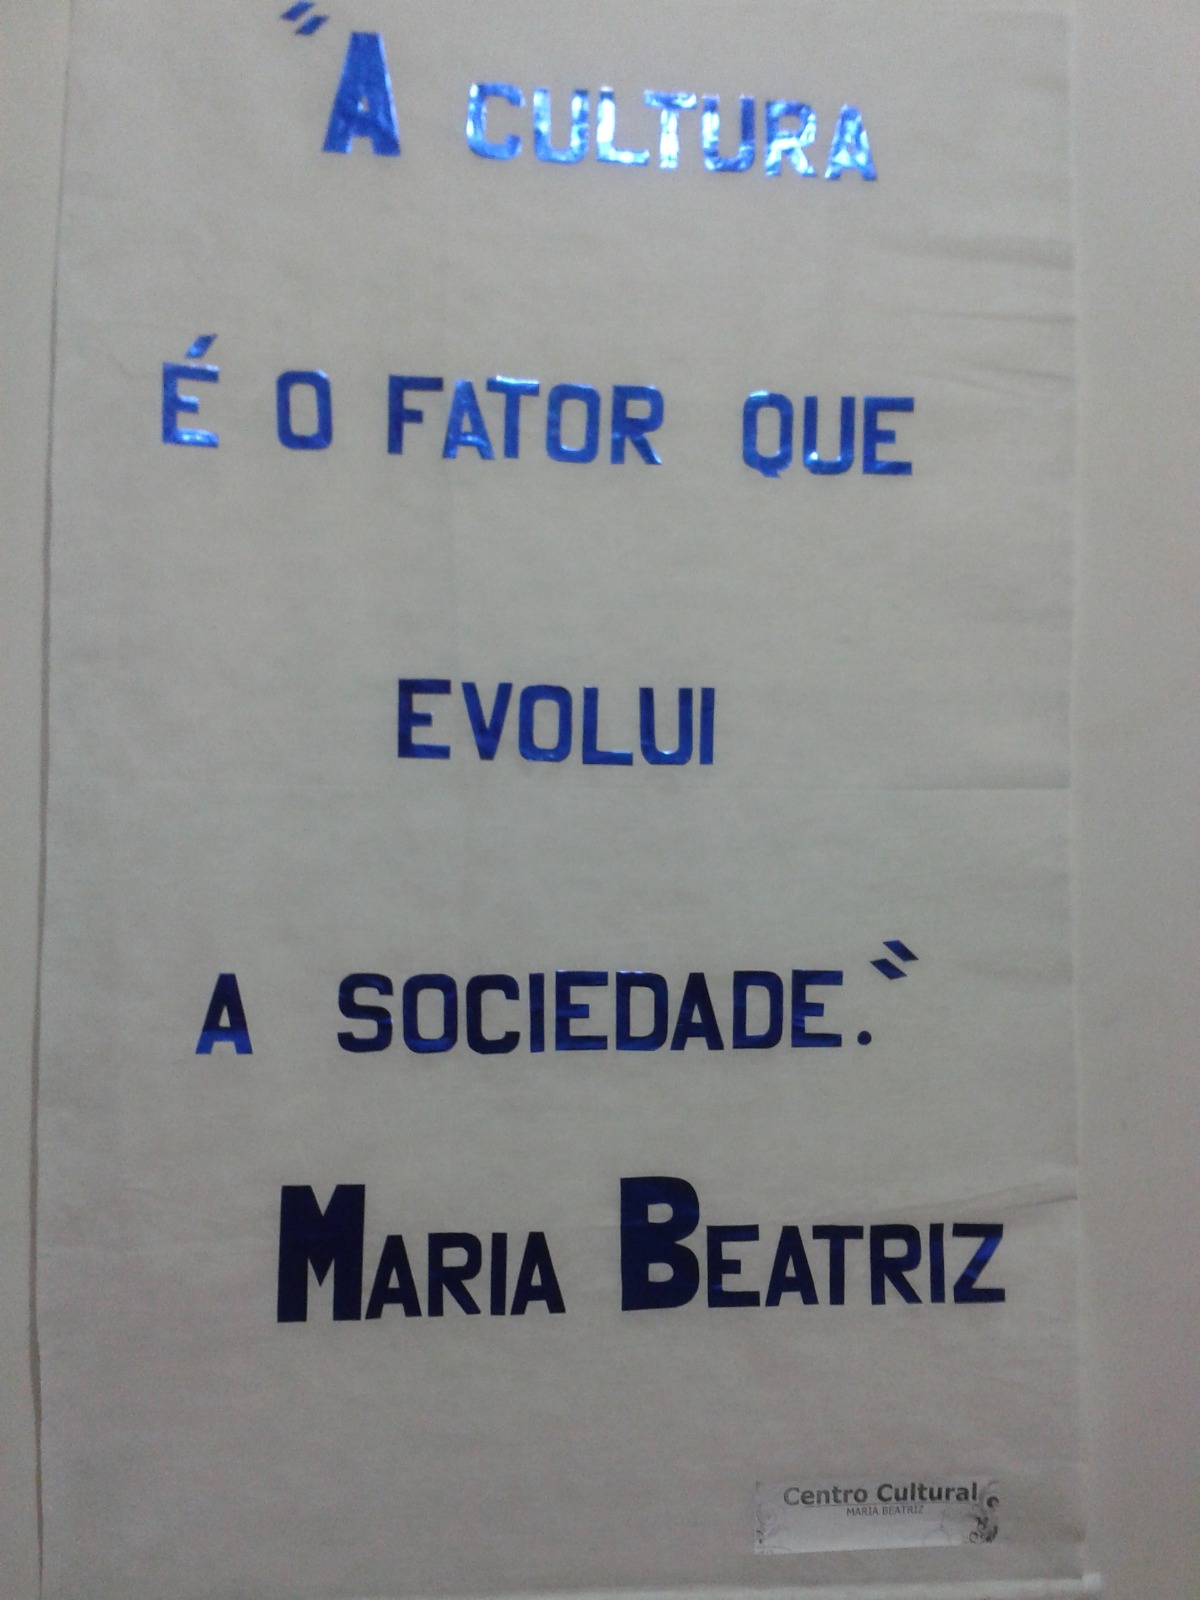 "A CULTURA
É O FATOR QUE
EVOLUI
A SOCIEDADE."
MARIA BEATRIZ
Centro Cultural
MARIA BEATRIZ